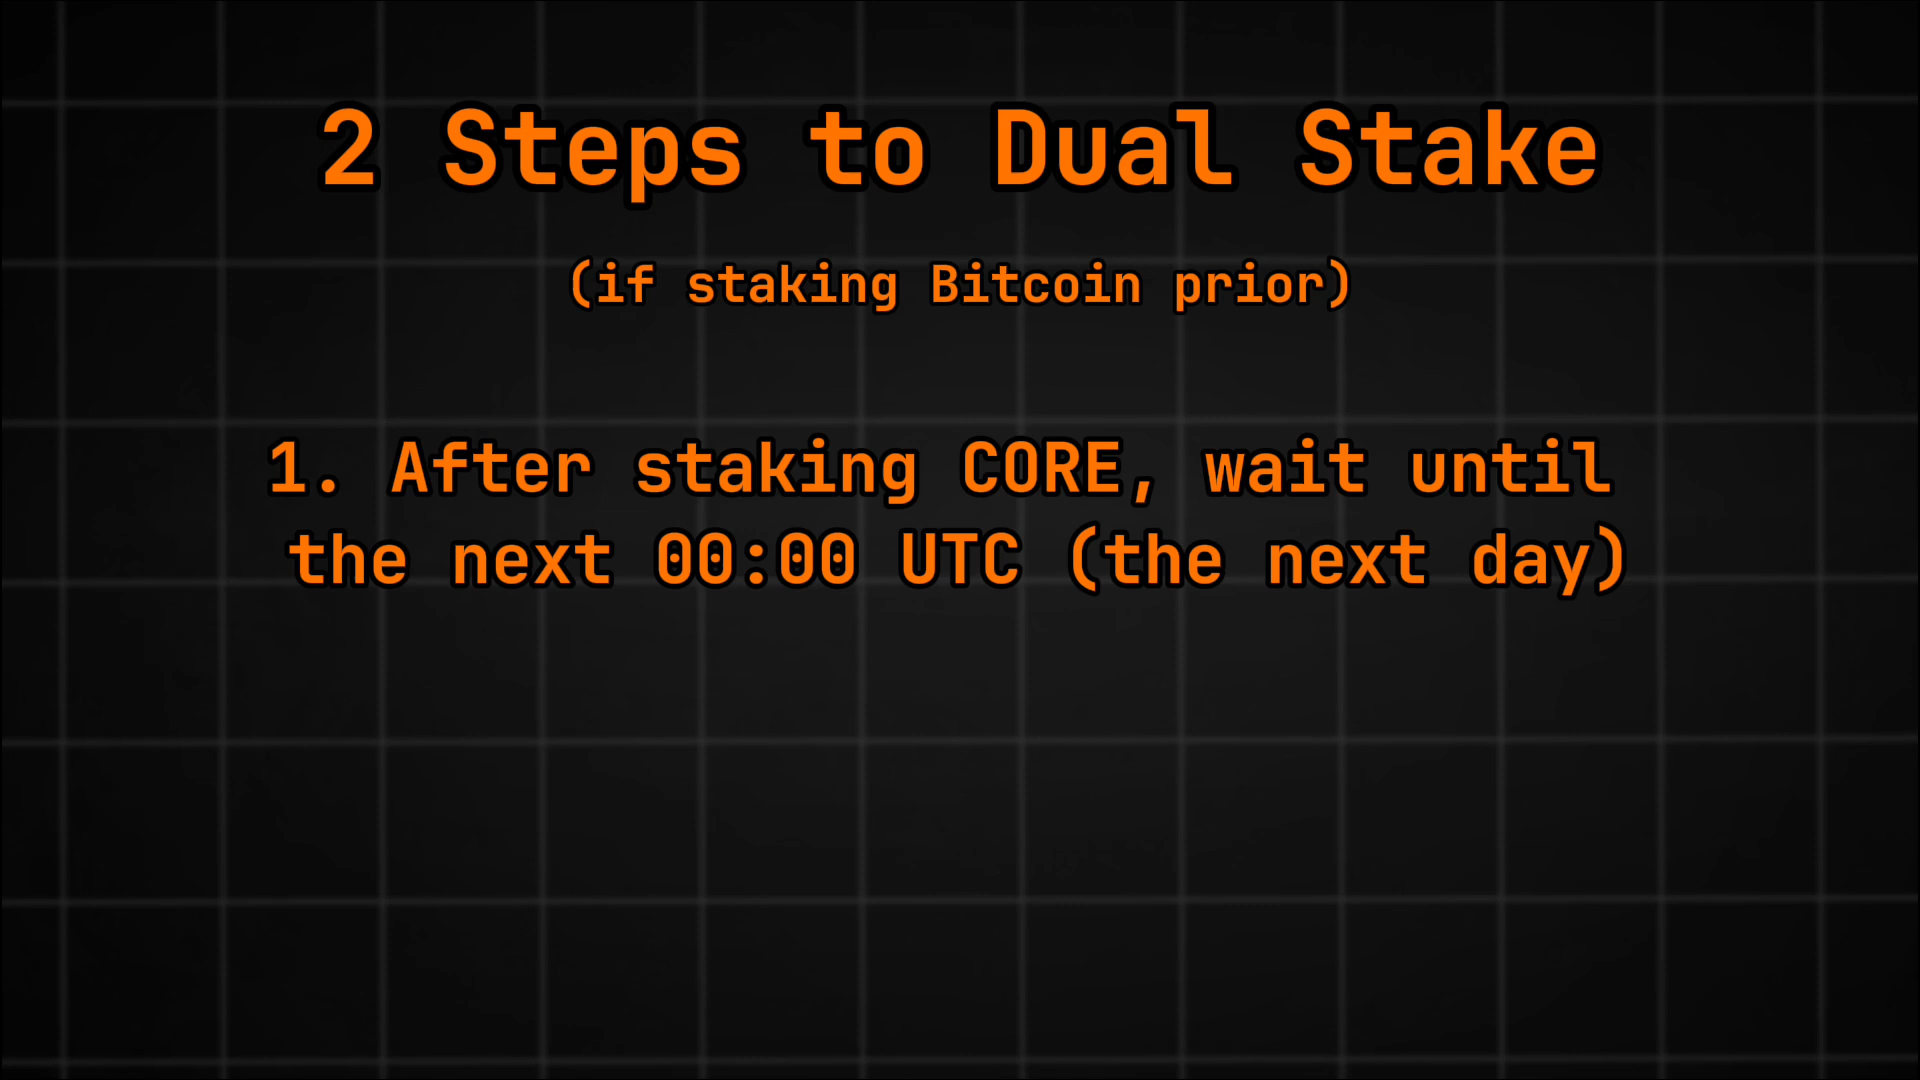 2 Steps to Dual Stake
(if staking Bitcoin prior)
1. After staking CORE, wait until
the next 00:00 UTC (the next day)